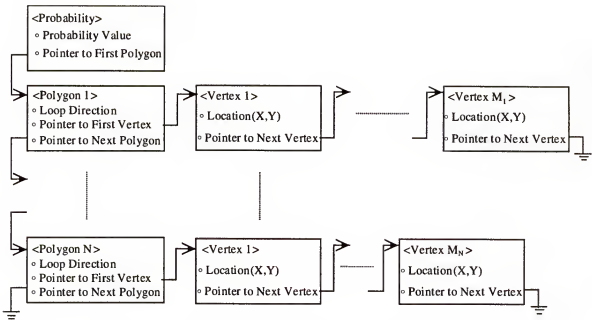 <Probability>
○ Probability Value
○ Pointer to First Polygon
<Polygon 1>
○ Loop Direction
○ Pointer to First Vertex
○ Pointer to Next Polygon
<Vertex 1>
○ Location(X,Y)
○ Pointer to Next Vertex
<Vertex M₁>
○ Location(X,Y)
○ Pointer to Next Vertex
<Polygon N>
○ Loop Direction
○ Pointer to First Vertex
○ Pointer to Next Polygon
<Vertex 1>
○ Location(X,Y)
○ Pointer to Next Vertex
<Vertex M_N>
○ Location(X,Y)
○ Pointer to Next Vertex